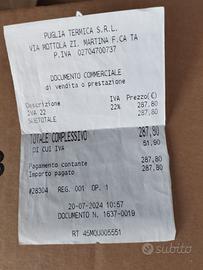 PUGLIA TERMICA S.R.L.
VIA MOTTOLA ZI. MARTINA F.CA TA
P.IVA 02704700737
DOCUMENTO COMMERCIALE
di vendita o prestazione
Descrizione IVA Prezzo(€)
IVA 22 22% 287,80
SUBTOTALE 287,80
TOTALE COMPLESSIVO 287,80
DI CUI IVA 51,90
Pagamento contante 287,80
Importo pagato 287,80
#28304 REG. 001 OP. 1
20-07-2024 10:57
DOCUMENTO N. 1637-0019
RT 45MQU005551
subito